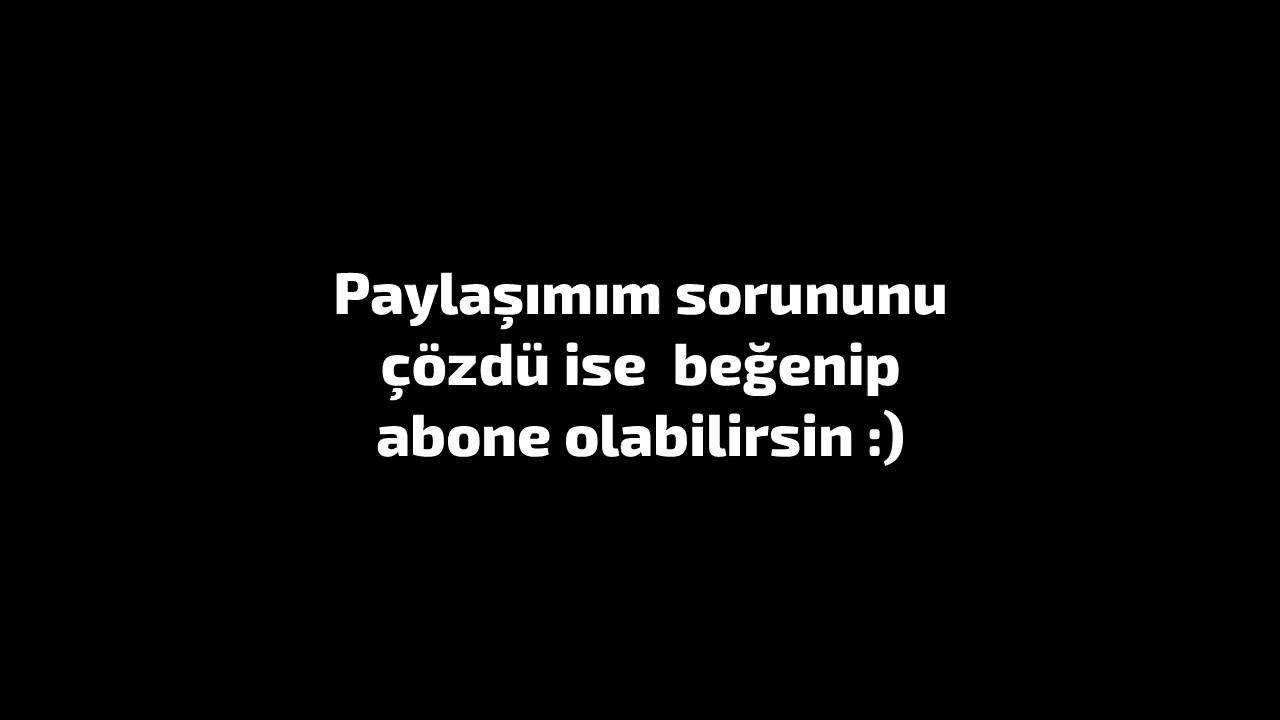 Paylaşımım sorununu
çözdü ise  beğenip
abone olabilirsin :)